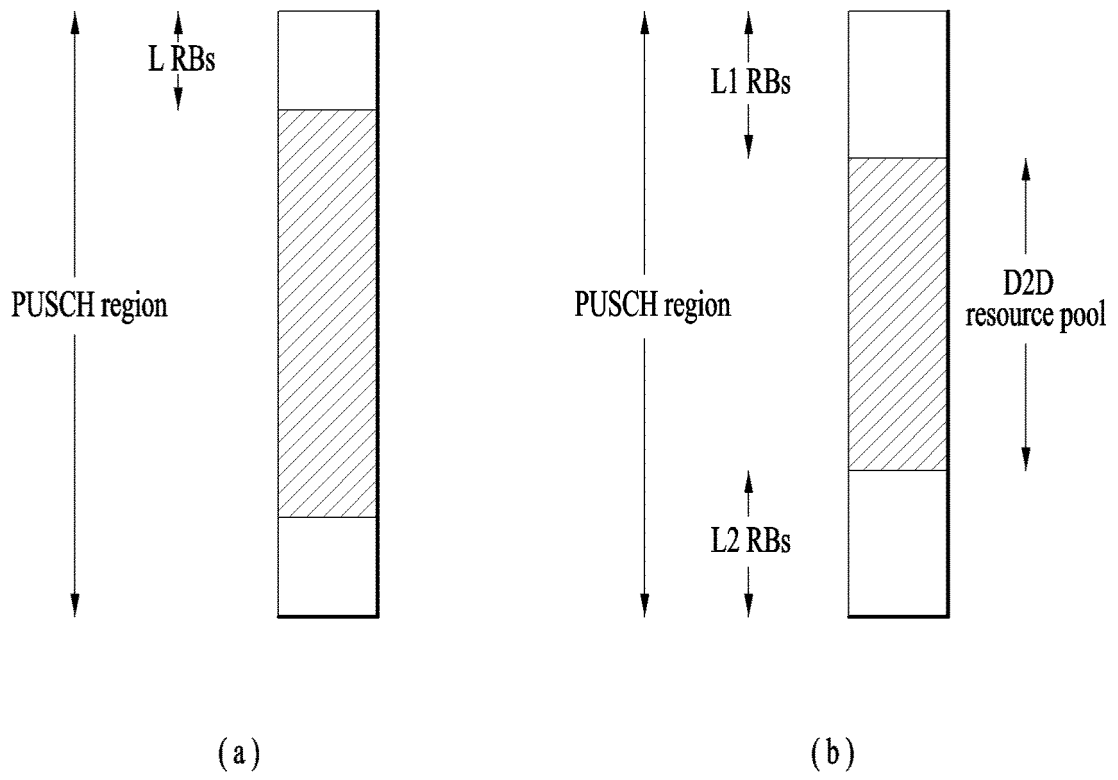 L RBs
PUSCH region
L1 RBs
PUSCH region
D2D
resource pool
L2 RBs
(a)
(b)